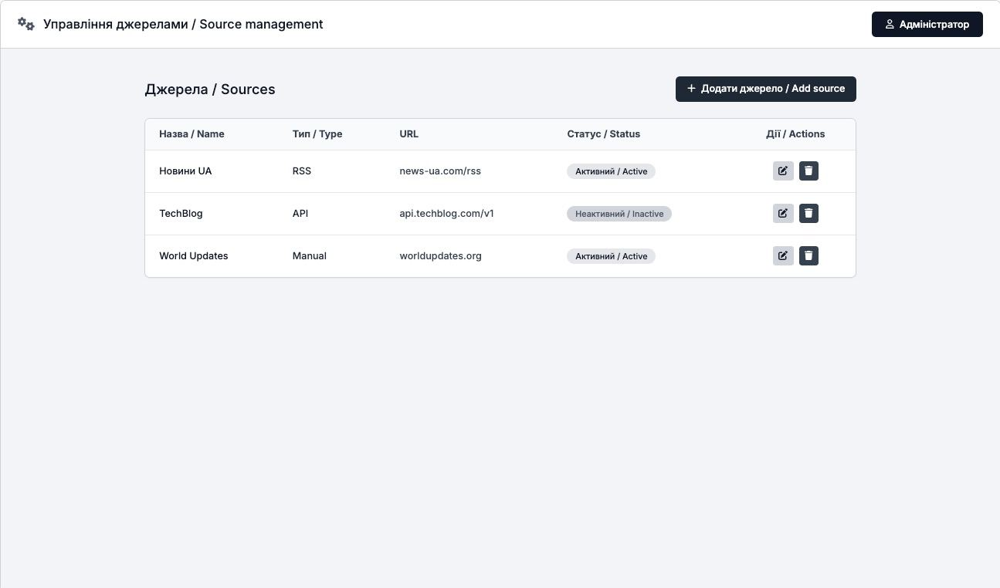 Управління джерелами / Source management
Адміністратор
Джерела / Sources
Додати джерело / Add source
Назва / Name Тип / Type URL Статус / Status Дії / Actions
Новини UA RSS news-ua.com/rss Активний / Active
TechBlog API api.techblog.com/v1 Неактивний / Inactive
World Updates Manual worldupdates.org Активний / Active